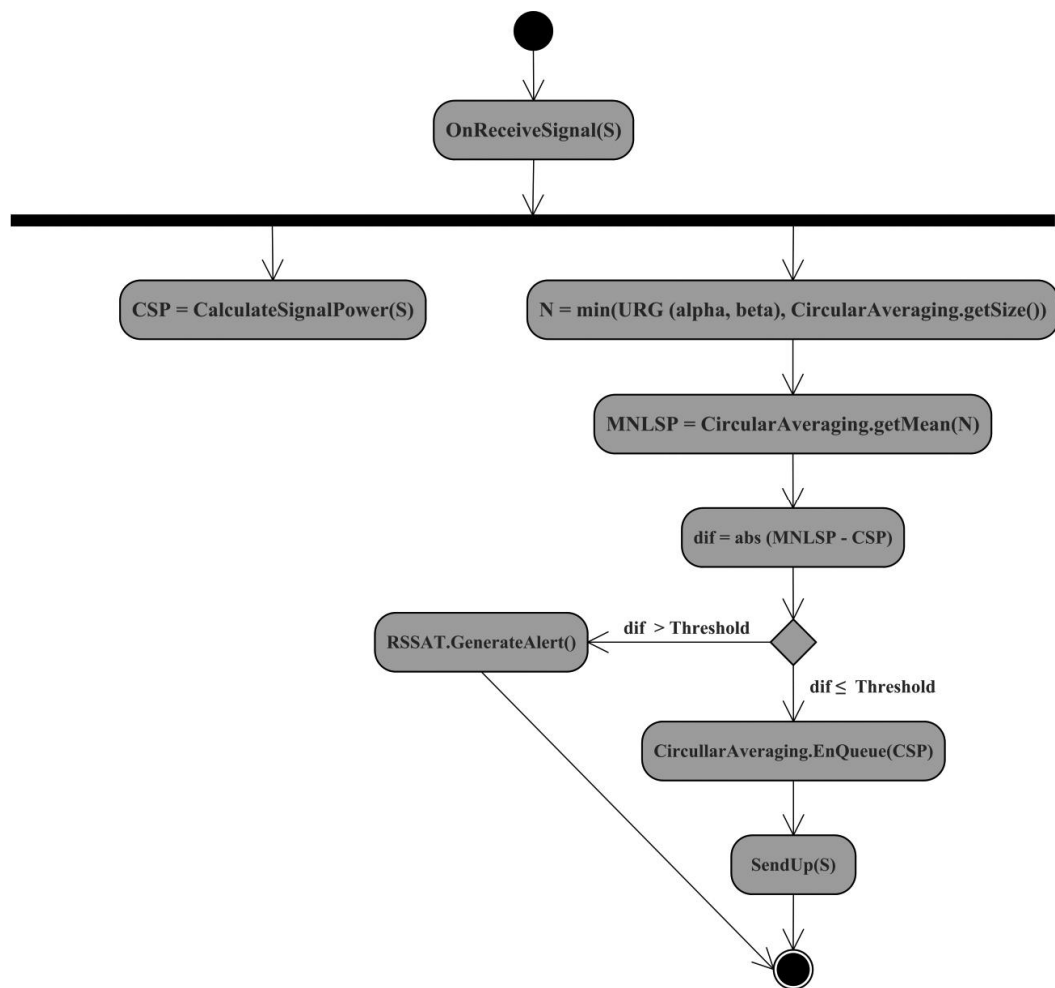 OnReceiveSignal(S)
CSP = CalculateSignalPower(S)
N = min(URG (alpha, beta), CircularAveraging.getSize())
MNLSP = CircularAveraging.getMean(N)
dif = abs (MNLSP - CSP)
RSSAT.GenerateAlert()
dif > Threshold
dif ≤ Threshold
CircullarAveraging.EnQueue(CSP)
SendUp(S)